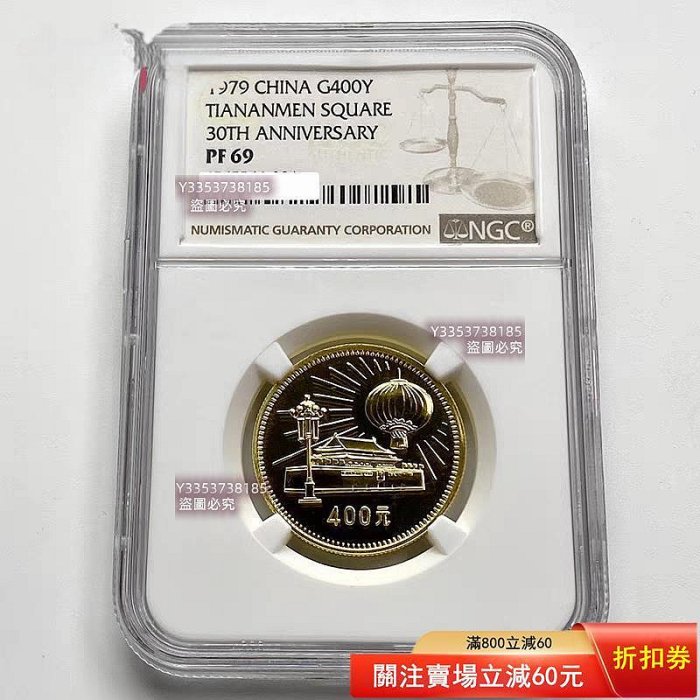 1979 CHINA G400Y
TIANANMEN SQUARE
30TH ANNIVERSARY
PF 69
Y3353738185
盜圖必究
NUMISMATIC GUARANTY CORPORATION
NGC®
Y3353738185
盜圖必究
Y3353738185
盜圖必究
400元
滿800立減60
關注賣場立減60元
折扣券